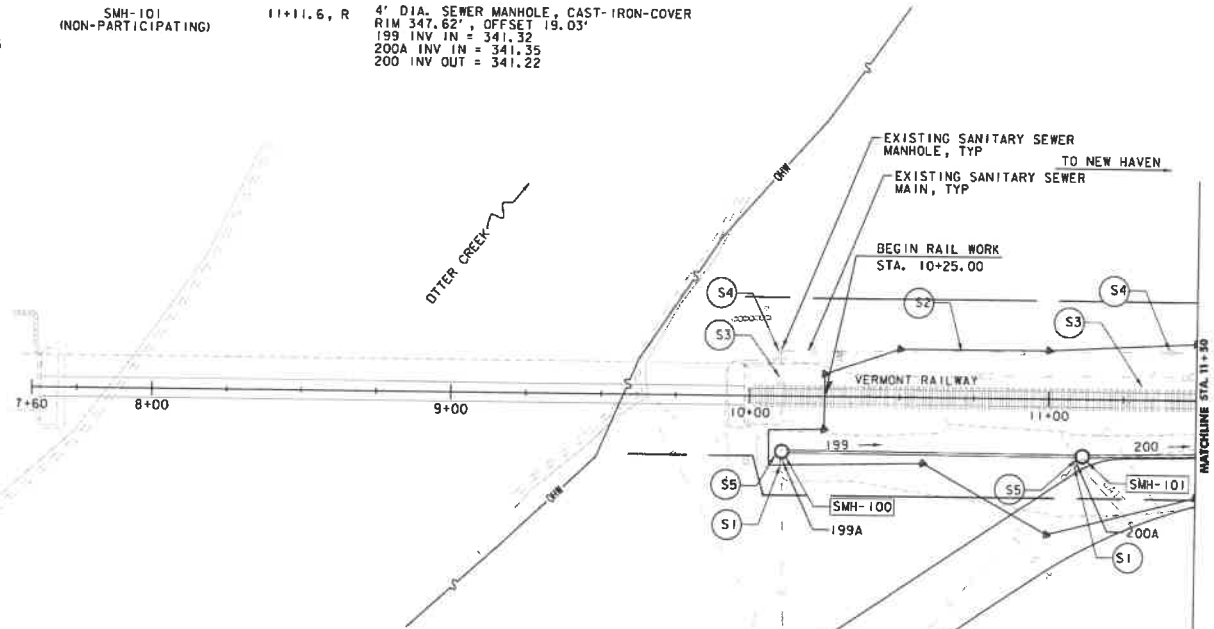 SMH-101 11+11.6, R 4' DIA. SEWER MANHOLE, CAST-IRON-COVER
(NON-PARTICIPATING) RIM 347.62', OFFSET 19.03'
199 INV IN = 341.32
200A INV IN = 341.35
200 INV OUT = 341.22
OHW
EXISTING SANITARY SEWER
MANHOLE, TYP
TO NEW HAVEN
EXISTING SANITARY SEWER
MAIN, TYP
OTTER CREEK
BEGIN RAIL WORK
STA. 10+25.00
S4
S2
S4
S3
S3
VERMONT RAILWAY
7+60
8+00
9+00
10+00
11+00
MATCHLINE STA. 11+50
199
200
S5
SMH-100
S5
SMH-101
S1
199A
200A
S1
OHW